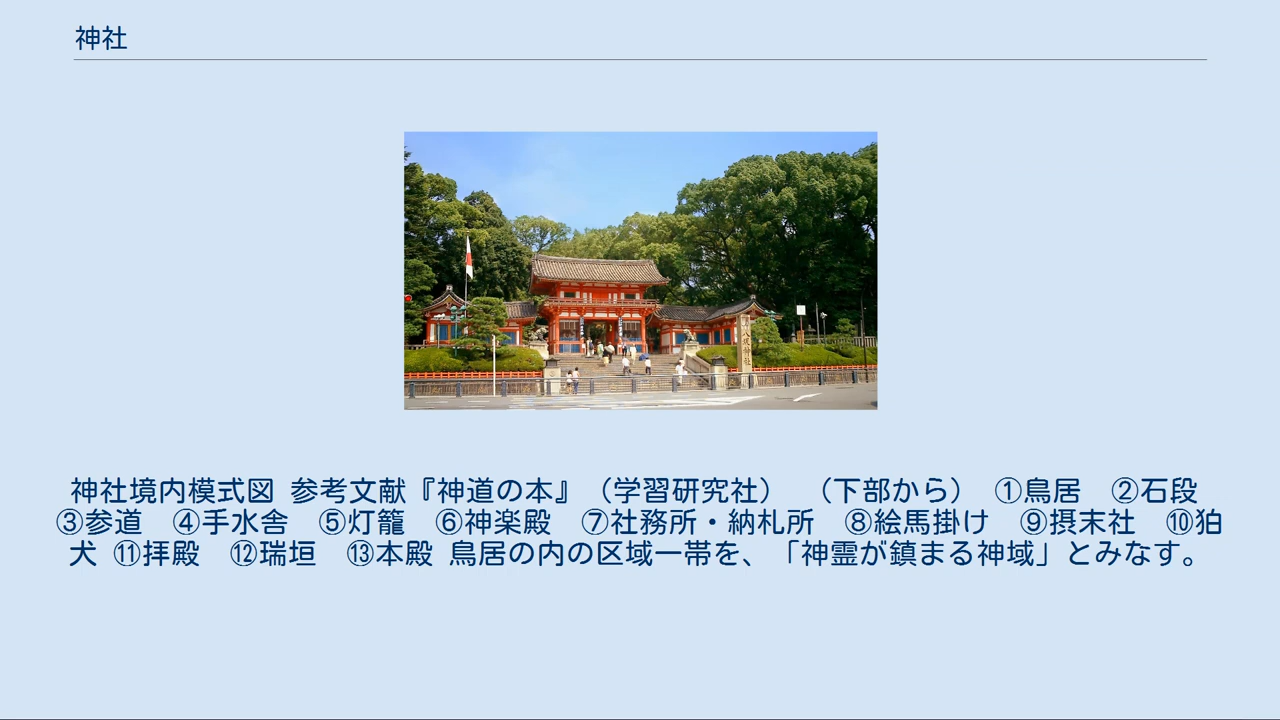 神社
八坂神社
神社境内模式図 参考文献『神道の本』（学習研究社）　（下部から）　①鳥居　②石段
③参道　④手水舎　⑤灯籠　⑥神楽殿　⑦社務所・納札所　⑧絵馬掛け　⑨摂末社　⑩狛
犬 ⑪拝殿　⑫瑞垣　⑬本殿 鳥居の内の区域一帯を、「神霊が鎮まる神域」とみなす。